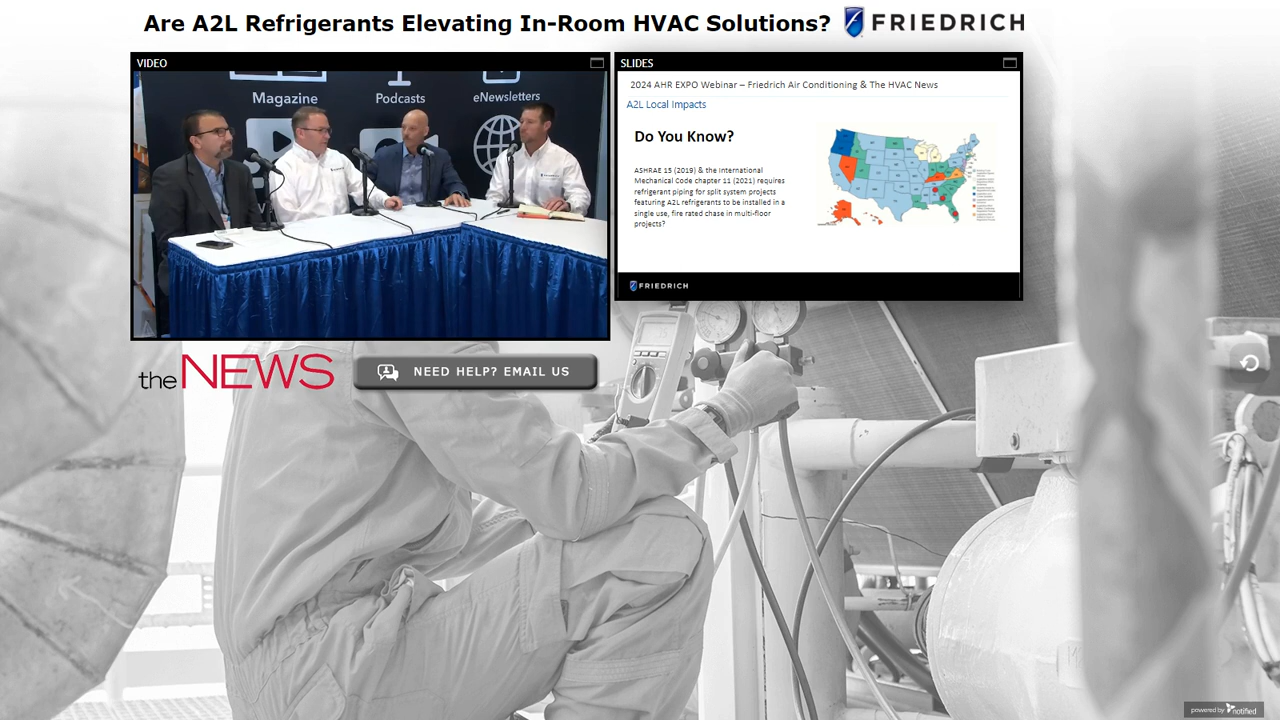 Are A2L Refrigerants Elevating In-Room HVAC Solutions?
FRIEDRICH
VIDEO
Magazine
Podcasts
eNewsletters
SLIDES
2024 AHR EXPO Webinar – Friedrich Air Conditioning & The HVAC News
A2L Local Impacts
Do You Know?
ASHRAE 15 (2019) & the International
Mechanical Code chapter 11 (2021) requires
refrigerant piping for split system projects
featuring A2L refrigerants to be installed in a
single use, fire rated chase in multi-floor
projects?
FRIEDRICH
the NEWS
NEED HELP? EMAIL US
powered by notified